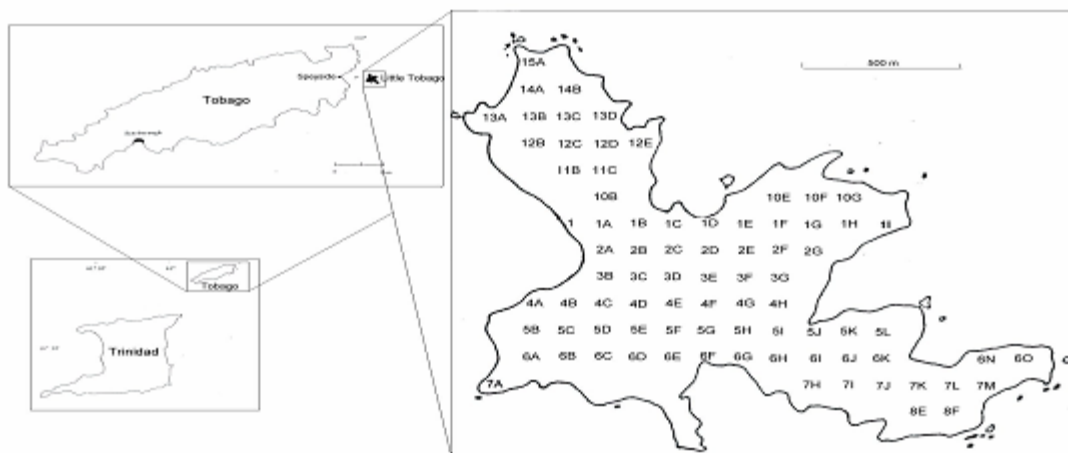 Speyside
Little Tobago
Tobago
Tobago
Trinidad
500 m
15A
14A 14B
13A 13B 13C 13D
12B 12C 12D 12E
11B 11C
10B
10E 10F 10G
1 1A 1B 1C 1D 1E 1F 1G 1H 1I
2A 2B 2C 2D 2E 2F 2G
3B 3C 3D 3E 3F 3G
4A 4B 4C 4D 4E 4F 4G 4H
5B 5C 5D 5E 5F 5G 5H 5I 5J 5K 5L
6A 6B 6C 6D 6E 6F 6G 6H 6I 6J 6K 6N 6O
7A 7H 7I 7J 7K 7L 7M
8E 8F